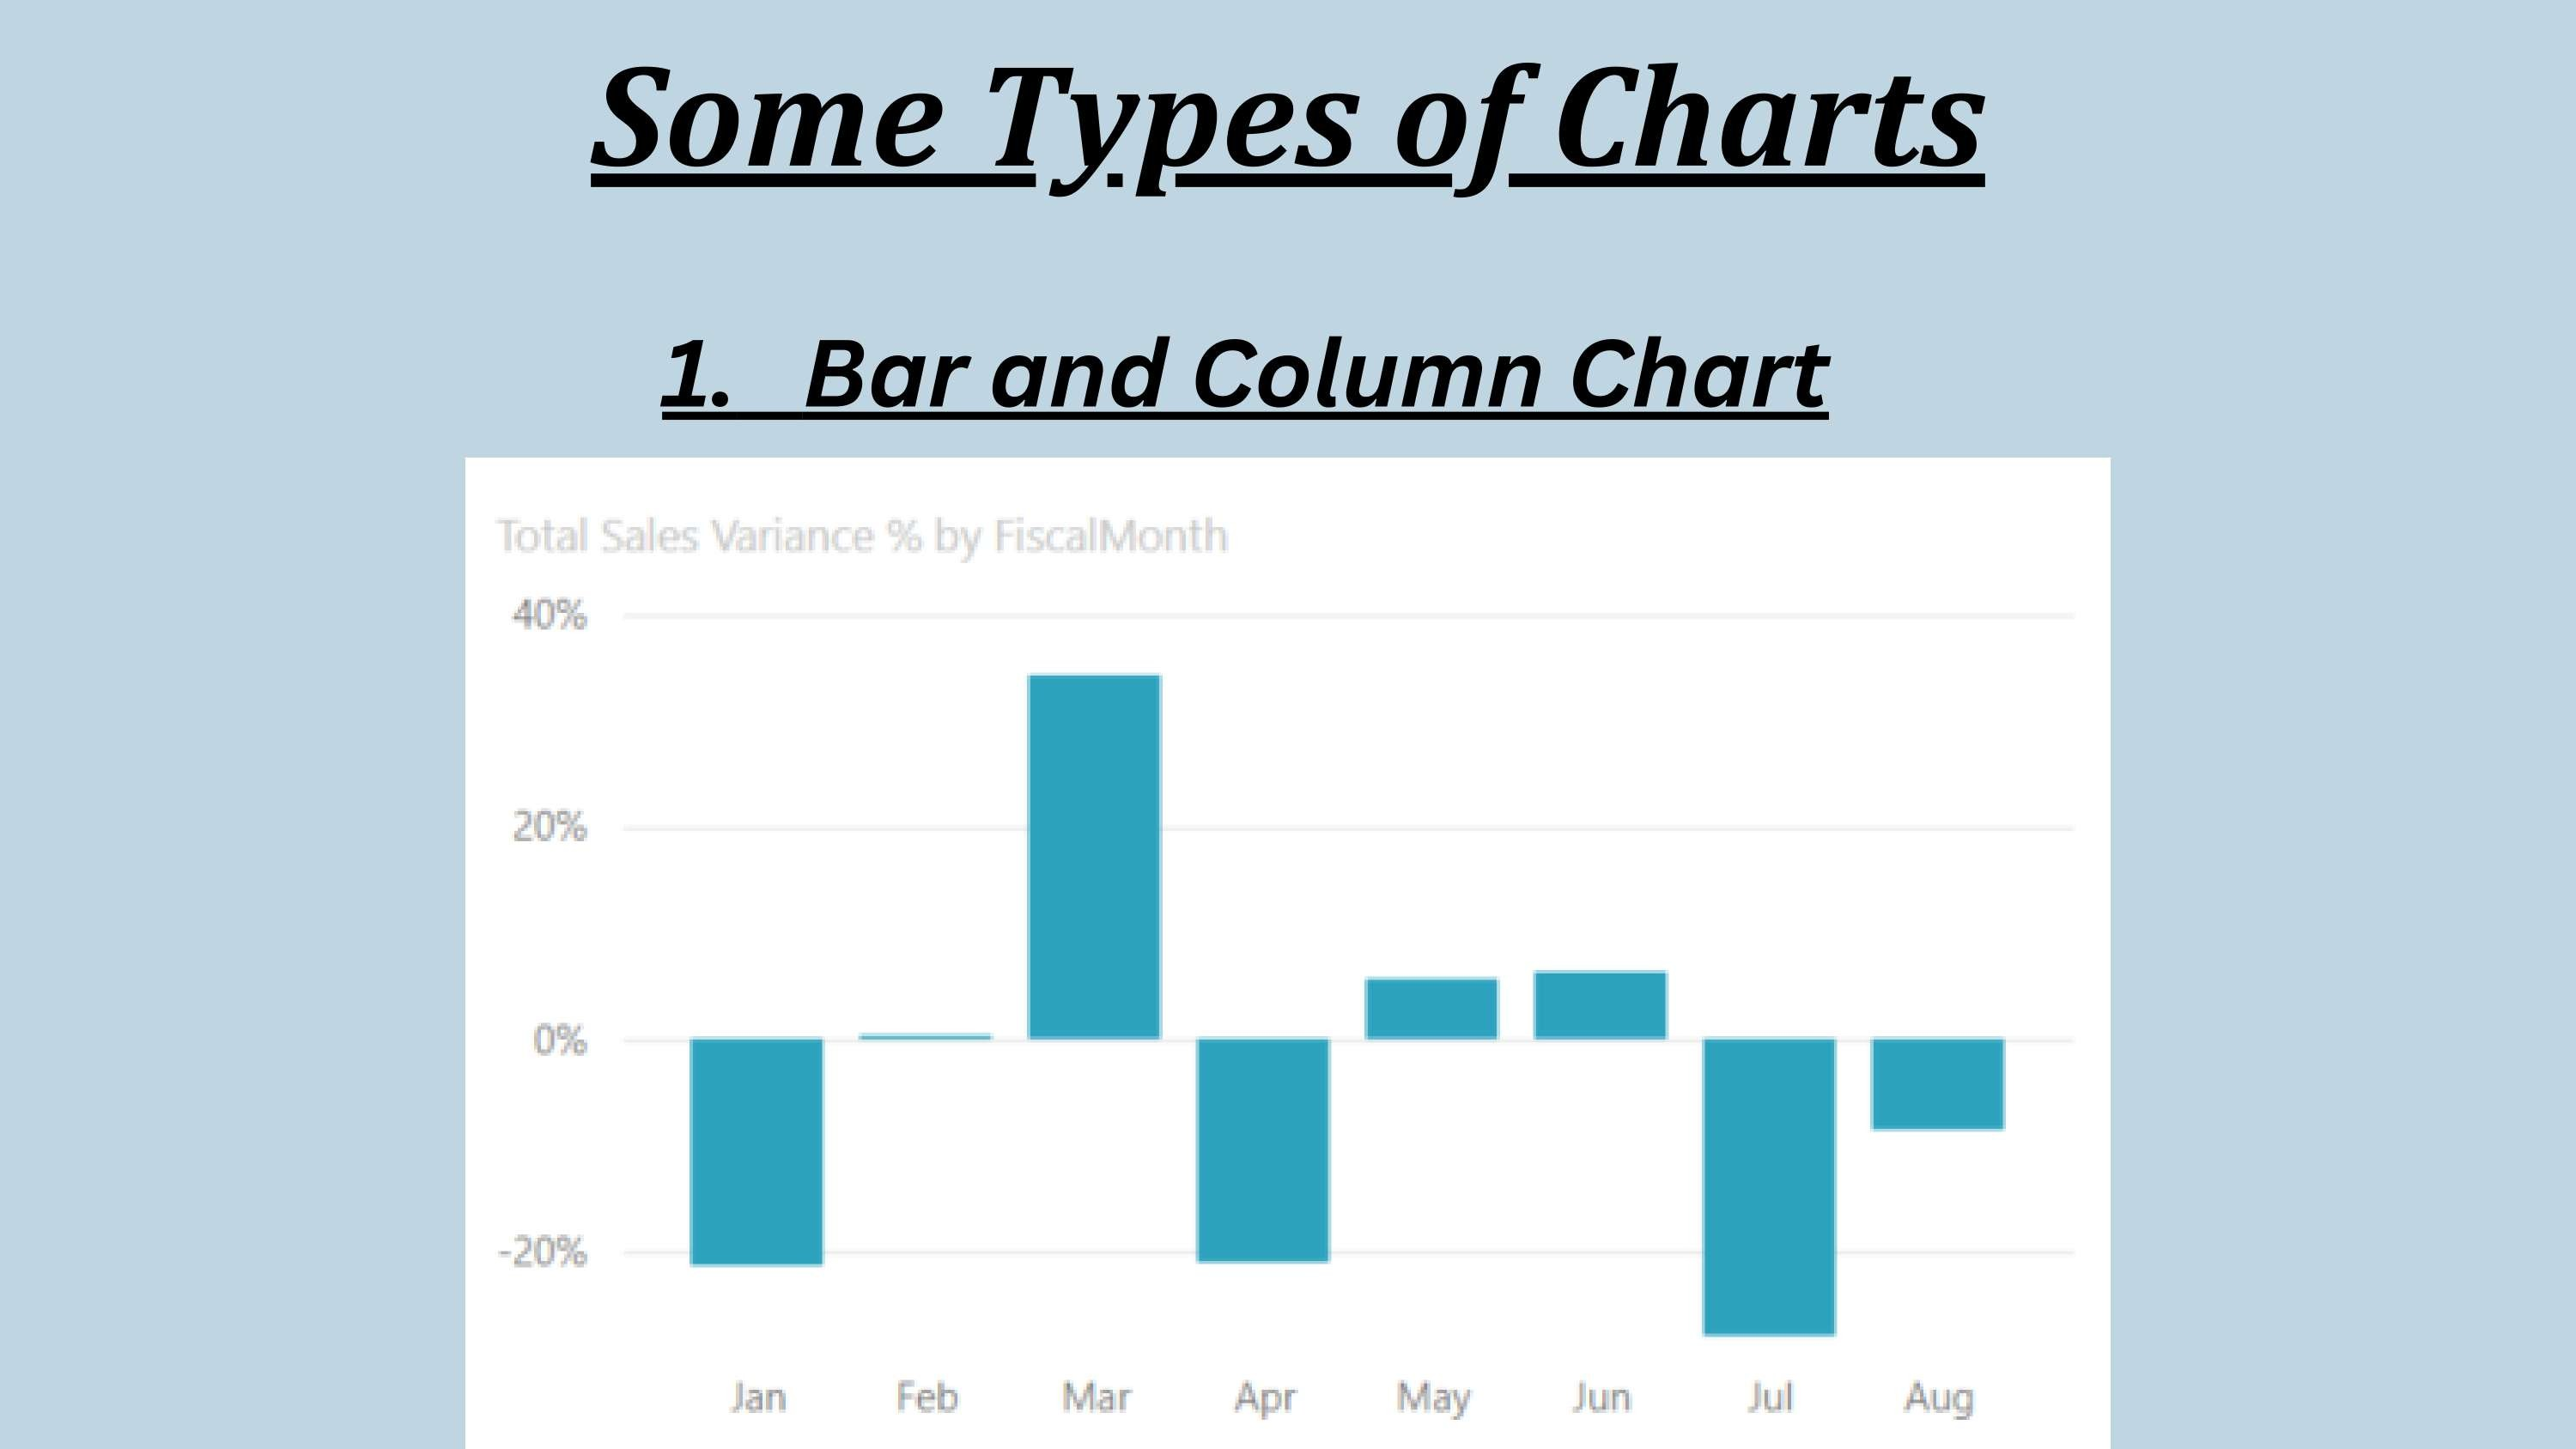 Some Types of Charts
1. Bar and Column Chart
Total Sales Variance % by FiscalMonth
40%
20%
0%
-20%
Jan Feb Mar Apr May Jun Jul Aug